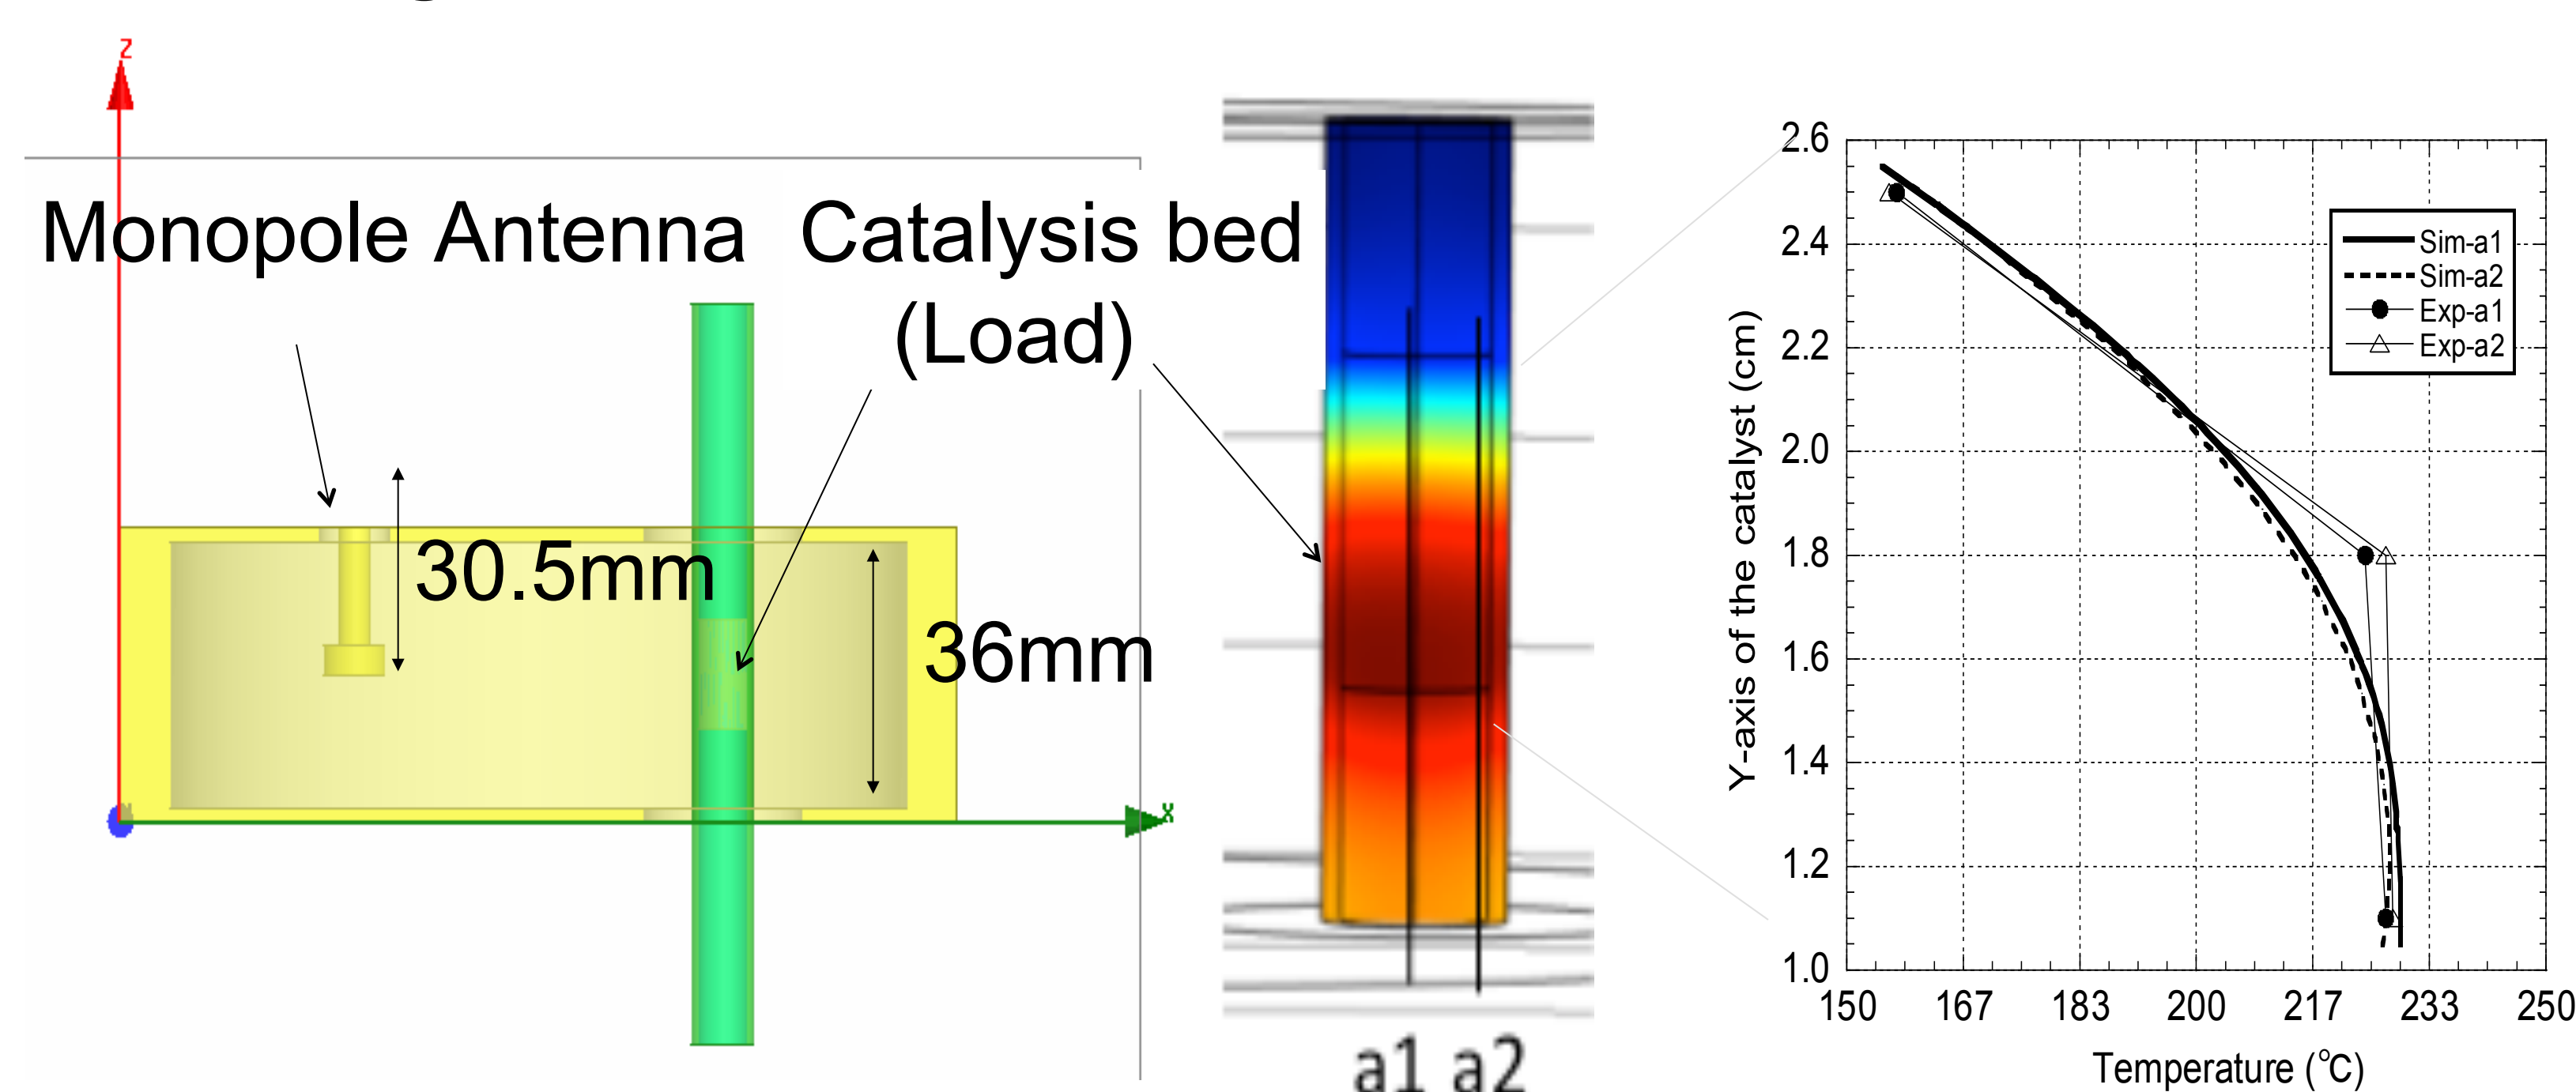 Z
Monopole Antenna
Catalysis bed
(Load)
30.5mm
36mm
X
a1 a2
2.6
2.4
2.2
2.0
1.8
1.6
1.4
1.2
1.0
Y-axis of the catalyst (cm)
Sim-a1
Sim-a2
Exp-a1
Exp-a2
150 167 183 200 217 233 250
Temperature (°C)